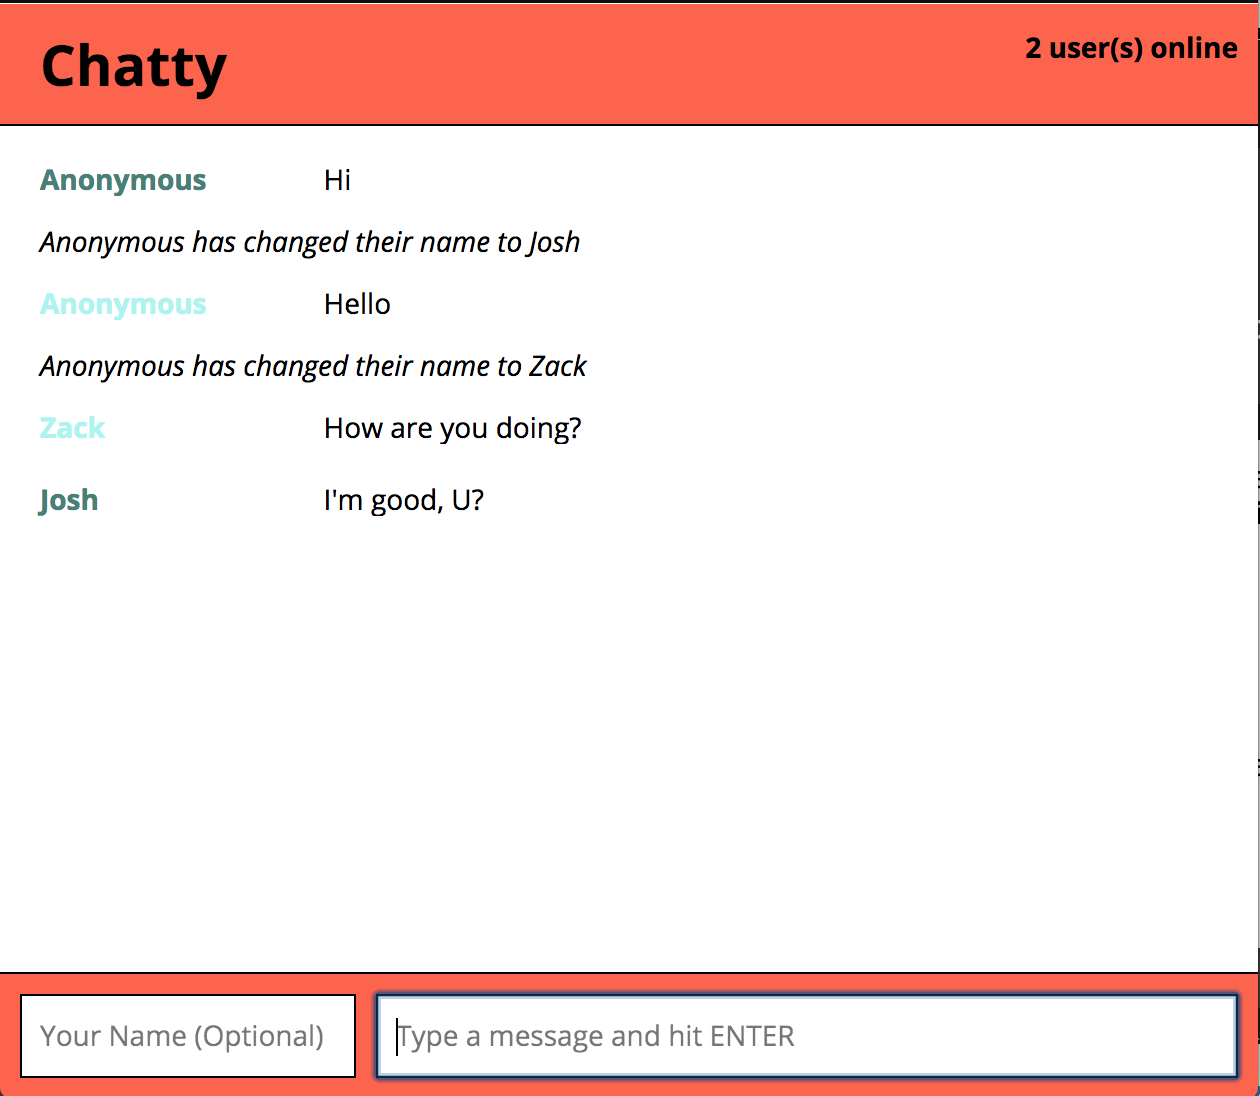 Chatty
2 user(s) online
Anonymous Hi
Anonymous has changed their name to Josh
Anonymous Hello
Anonymous has changed their name to Zack
Zack How are you doing?
Josh I'm good, U?
Your Name (Optional) Type a message and hit ENTER